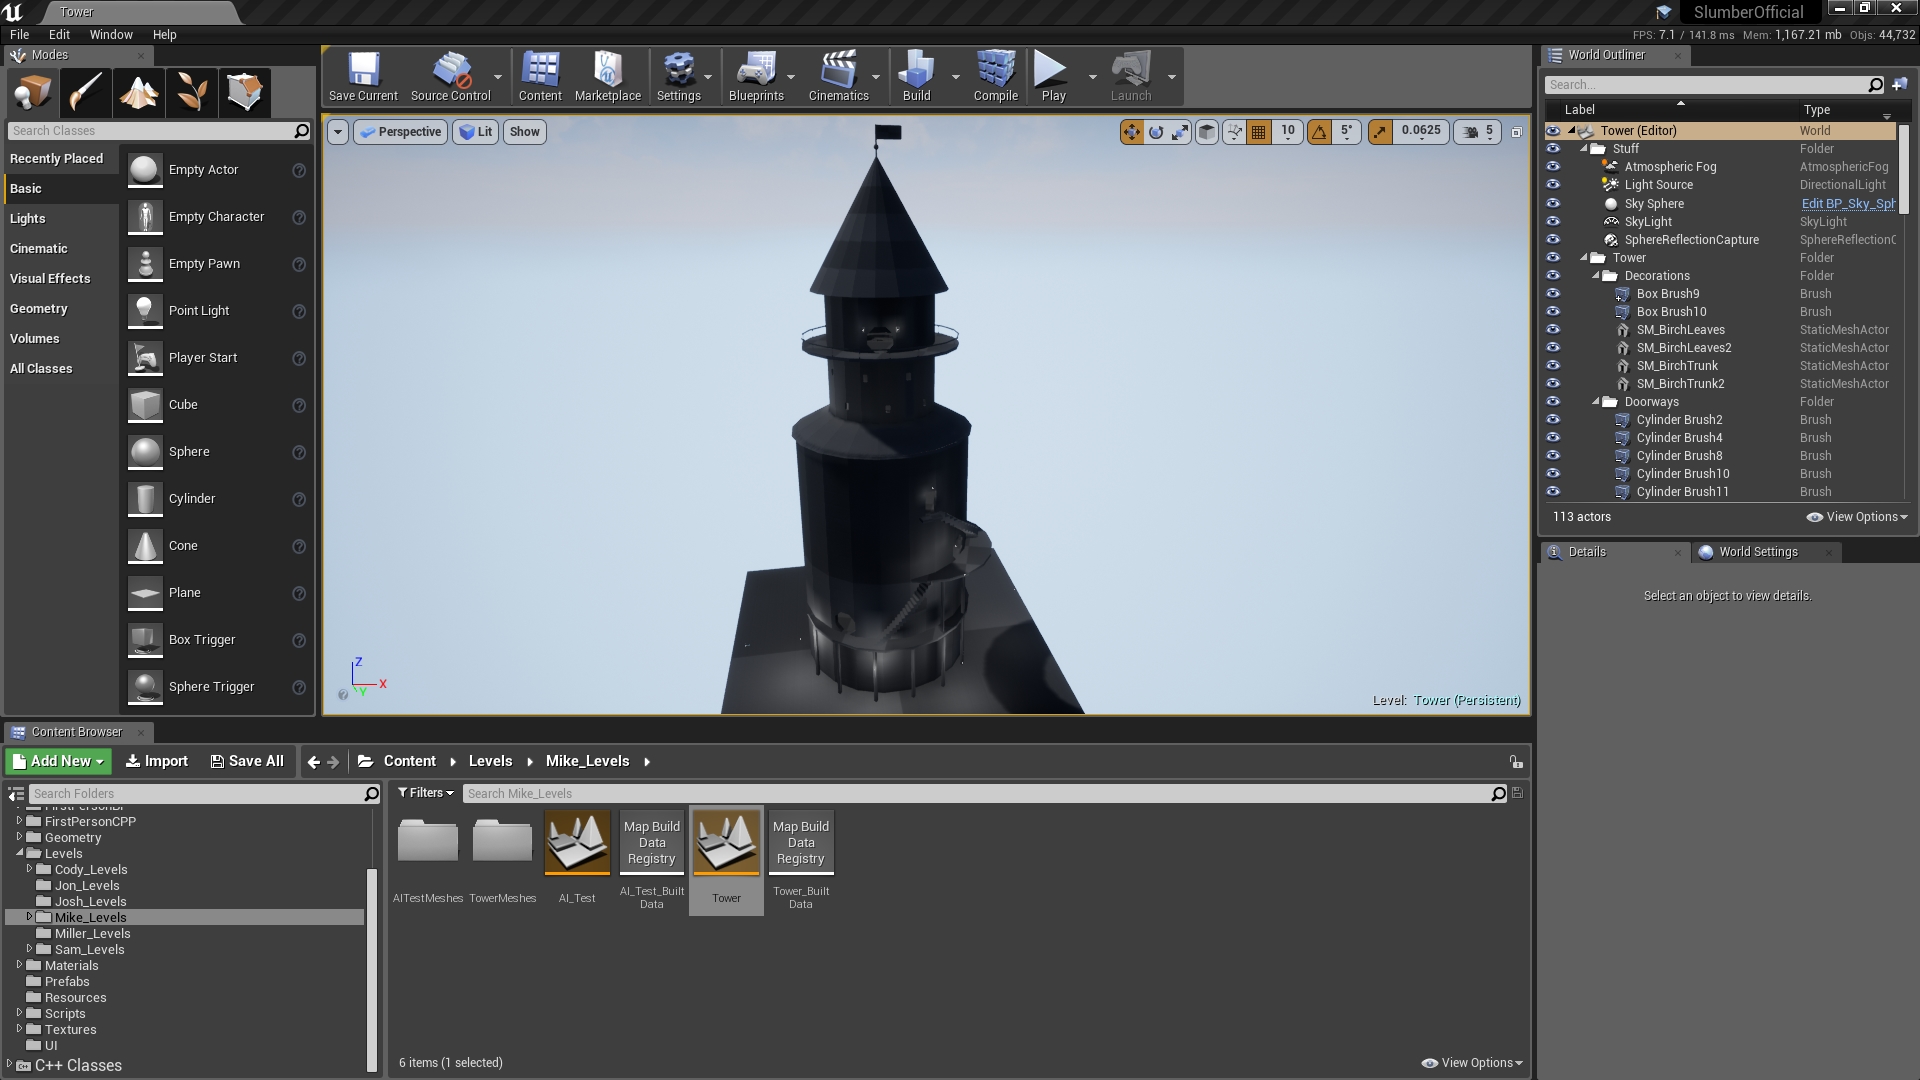 Tower
SlumberOfficial
File Edit Window Help
FPS: 7.1 / 141.8 ms Mem: 1,167.21 mb Objs: 44,732
Modes
Search Classes
Recently Placed
Basic
Lights
Cinematic
Visual Effects
Geometry
Volumes
All Classes
Empty Actor
Empty Character
Empty Pawn
Point Light
Player Start
Cube
Sphere
Cylinder
Cone
Plane
Box Trigger
Sphere Trigger
Save Current Source Control Content Marketplace Settings Blueprints Cinematics Build Compile Play Launch
Perspective Lit Show
10 5° 0.0625 5
Z
X
Y
Level: Tower (Persistent)
World Outliner
Search...
Label Type
Tower (Editor) World
Stuff Folder
Atmospheric Fog AtmosphericFog
Light Source DirectionalLight
Sky Sphere Edit BP_Sky_Sph
SkyLight SkyLight
SphereReflectionCapture SphereReflectionC
Tower Folder
Decorations Folder
Box Brush9 Brush
Box Brush10 Brush
SM_BirchLeaves StaticMeshActor
SM_BirchLeaves2 StaticMeshActor
SM_BirchTrunk StaticMeshActor
SM_BirchTrunk2 StaticMeshActor
Doorways Folder
Cylinder Brush2 Brush
Cylinder Brush4 Brush
Cylinder Brush8 Brush
Cylinder Brush10 Brush
Cylinder Brush11 Brush
113 actors View Options
Details World Settings
Select an object to view details.
Content Browser
Add New Import Save All Content Levels Mike_Levels
Search Folders
FirstPersonBP
FirstPersonCPP
Geometry
Levels
Cody_Levels
Jon_Levels
Josh_Levels
Mike_Levels
Miller_Levels
Sam_Levels
Materials
Prefabs
Resources
Scripts
Textures
UI
C++ Classes
Filters Search Mike_Levels
Map Build
Data
Registry
Map Build
Data
Registry
AITestMeshes
TowerMeshes
AI_Test
AI_Test_Built
Data
Tower
Tower_Built
Data
6 items (1 selected) View Options